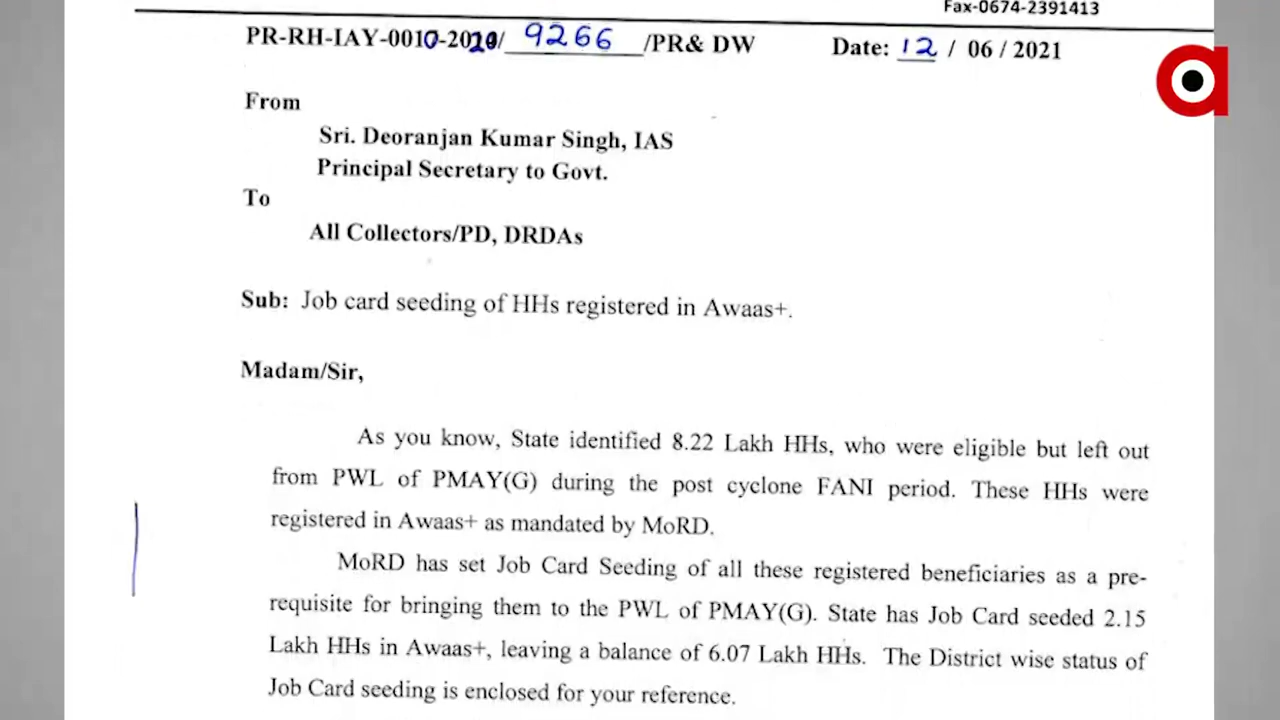 Fax-0674-2391413
PR-RH-IAY-0017-2020/ 9266 /PR& DW Date: 12 / 06 / 2021
From
Sri. Deoranjan Kumar Singh, IAS
Principal Secretary to Govt.
To
All Collectors/PD, DRDAs
Sub: Job card seeding of HHs registered in Awaas+.
Madam/Sir,
As you know, State identified 8.22 Lakh HHs, who were eligible but left out
from PWL of PMAY(G) during the post cyclone FANI period. These HHs were
registered in Awaas+ as mandated by MoRD.
MoRD has set Job Card Seeding of all these registered beneficiaries as a pre-
requisite for bringing them to the PWL of PMAY(G). State has Job Card seeded 2.15
Lakh HHs in Awaas+, leaving a balance of 6.07 Lakh HHs. The District wise status of
Job Card seeding is enclosed for your reference.